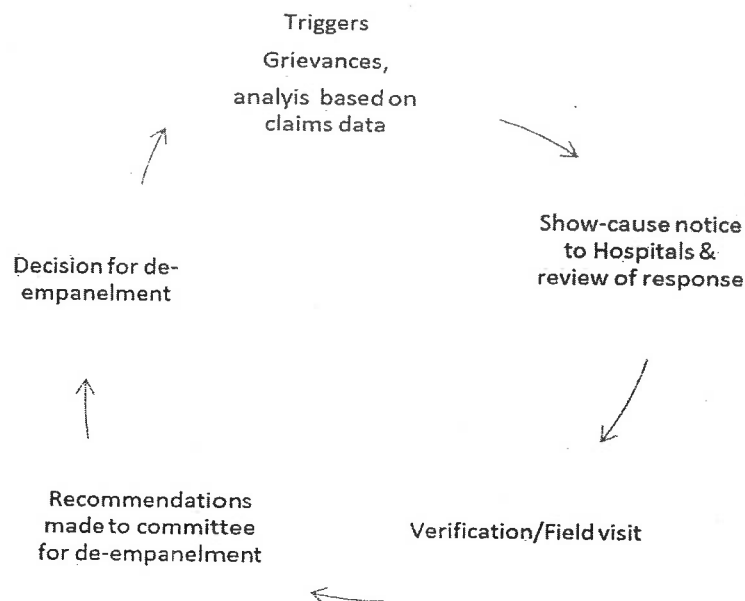 Triggers
Grievances,
analyis based on
claims data
Show-cause notice
to Hospitals &
review of response
Verification/Field visit
Recommendations
made to committee
for de-empanelment
Decision for de-
empanelment